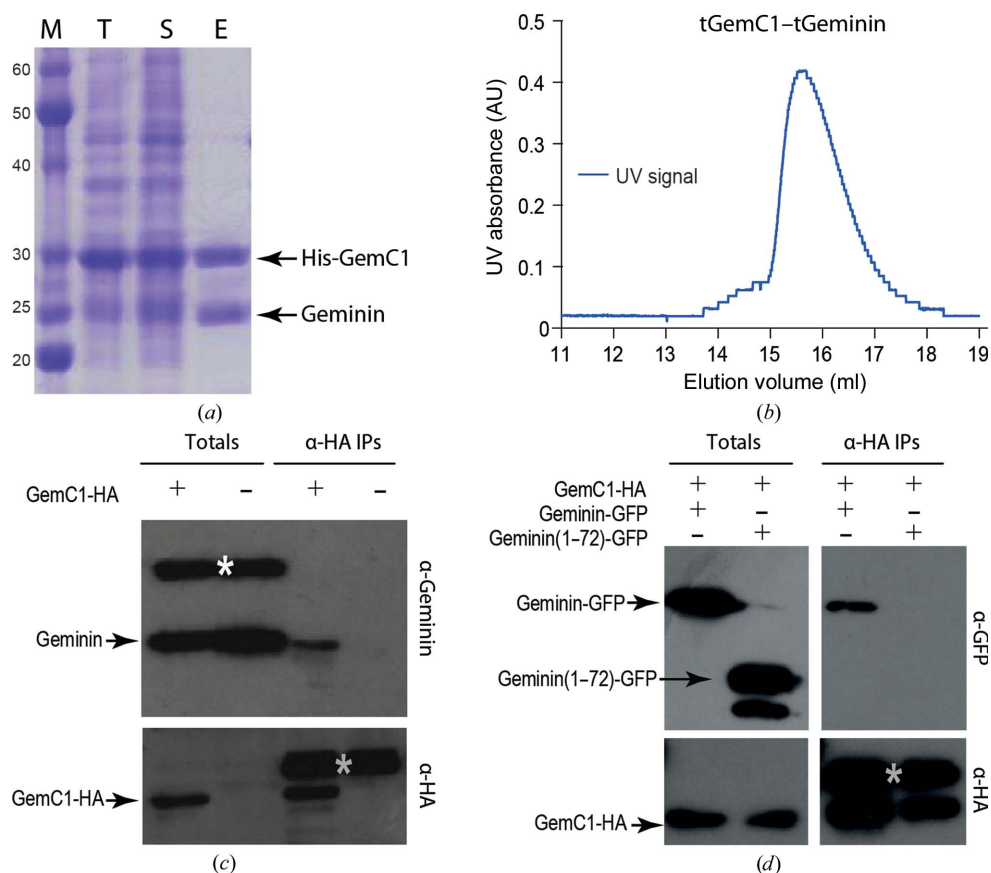 M T S E
60
50
40
30
25
20
His-GemC1
Geminin
(a)
tGemC1–tGeminin
0.5
0.4
0.3
0.2
0.1
0
UV absorbance (AU)
UV signal
11 12 13 14 15 16 17 18 19
Elution volume (ml)
(b)
Totals α-HA IPs
GemC1-HA + – + –
*
Geminin
α-Geminin
*
GemC1-HA
α-HA
(c)
Totals α-HA IPs
GemC1-HA + + + +
Geminin-GFP + – + –
Geminin(1–72)-GFP – + – +
Geminin-GFP
Geminin(1–72)-GFP
α-GFP
*
GemC1-HA
α-HA
(d)